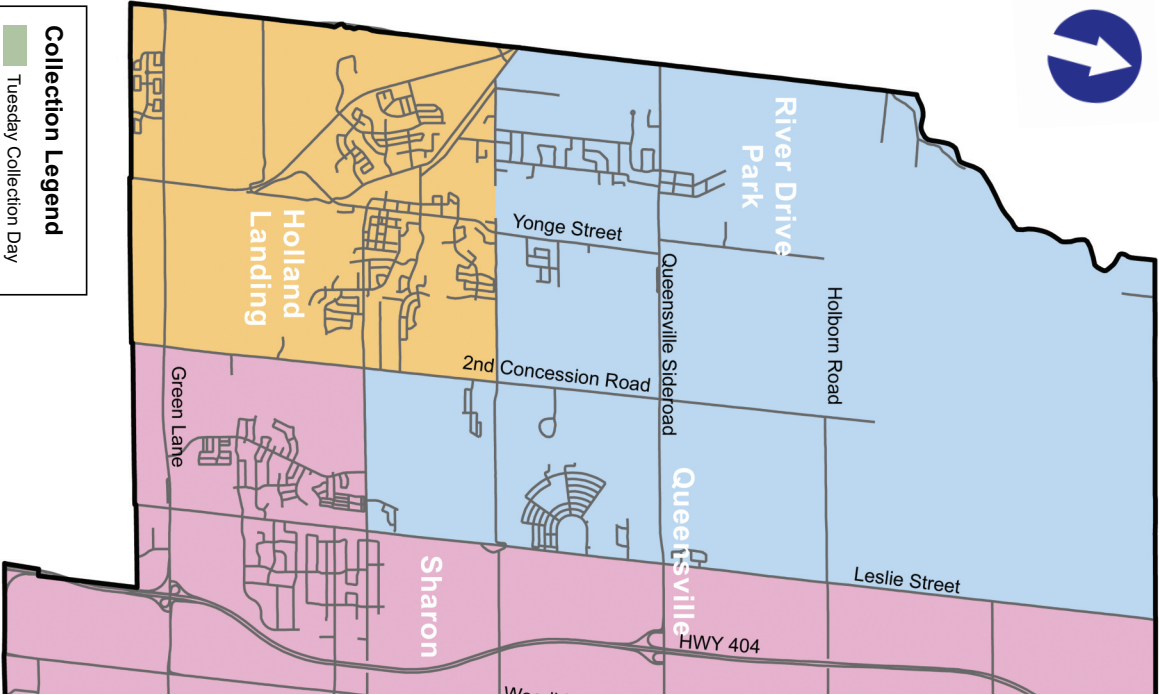 Collection Legend
Tuesday Collection Day
River Drive
Park
Yonge Street
Holland
Landing
Queensville Sideroad
Holborn Road
2nd Concession Road
Green Lane
Queensville
Sharon
Leslie Street
HWY 404